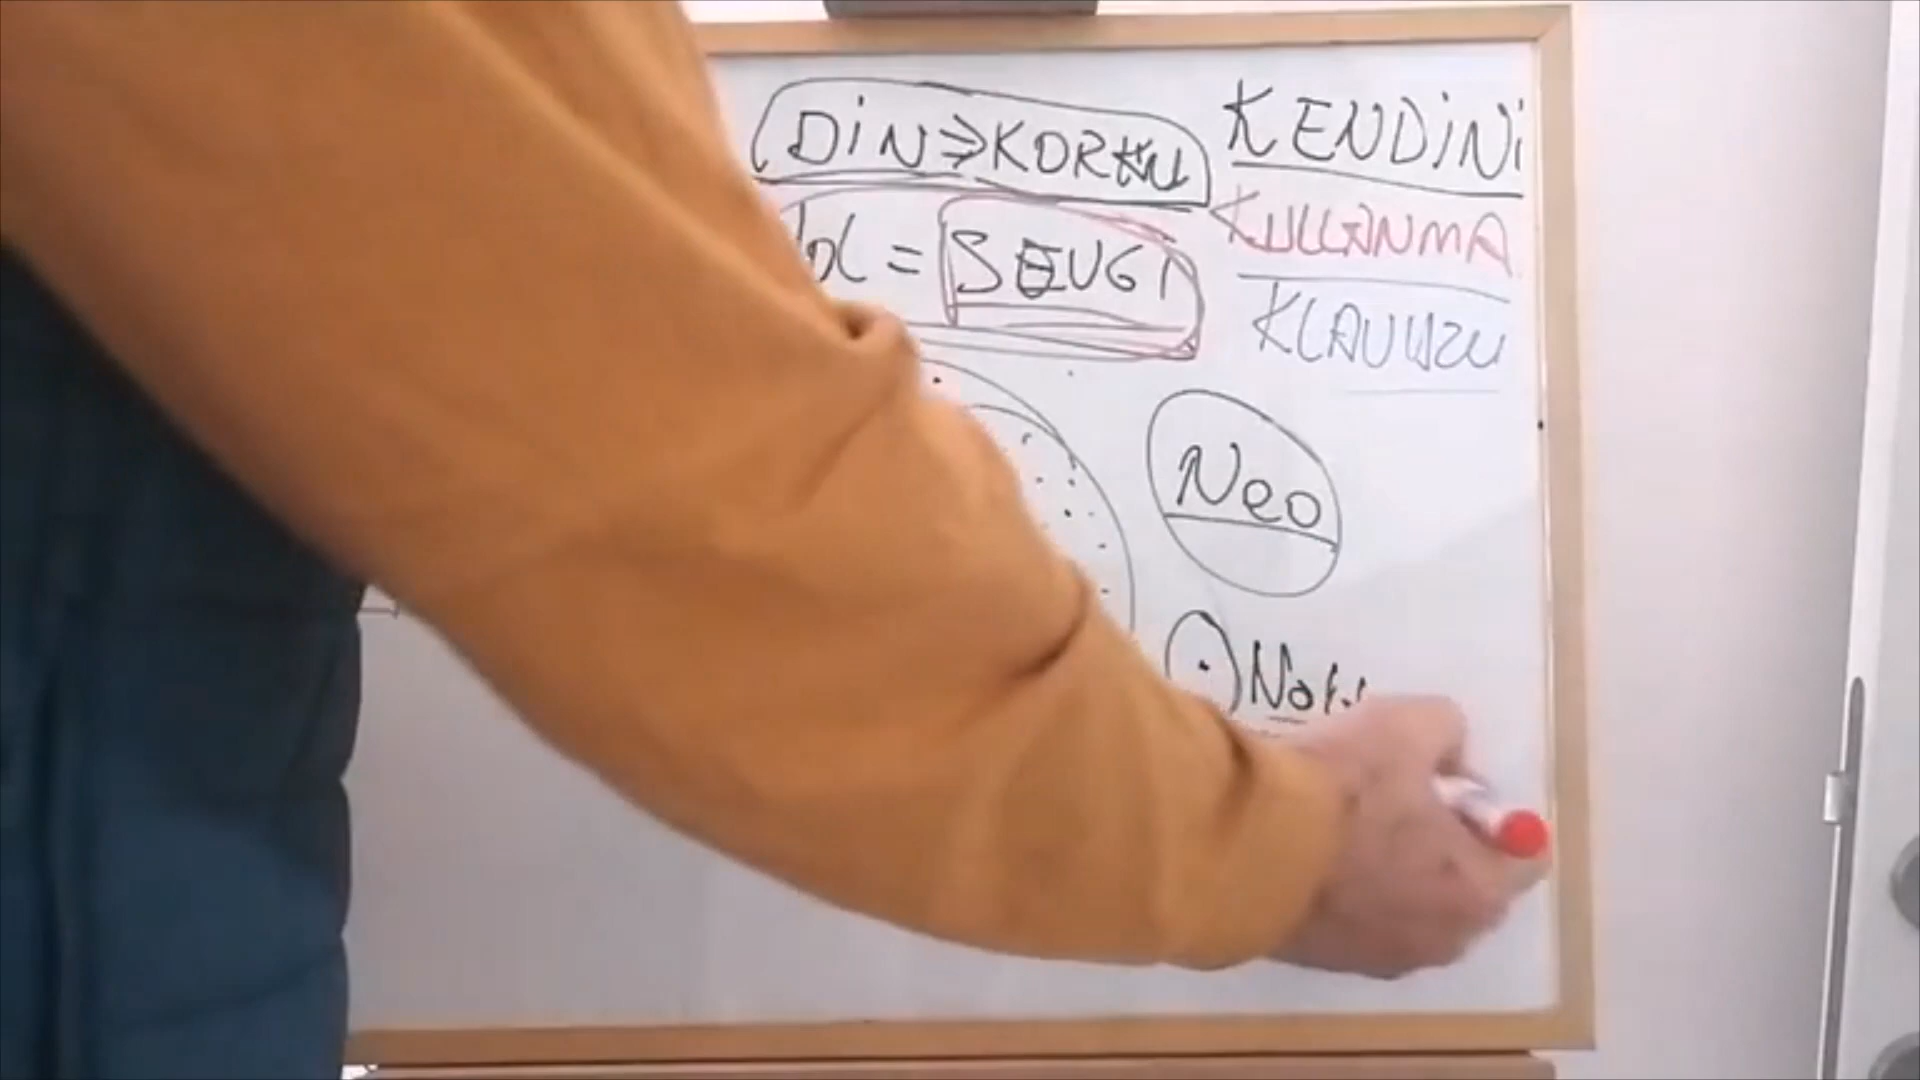 DİN⇒KORKU
= SEVGİ
KENDİNİ
KULLANMA
KLAVUZU
Neo